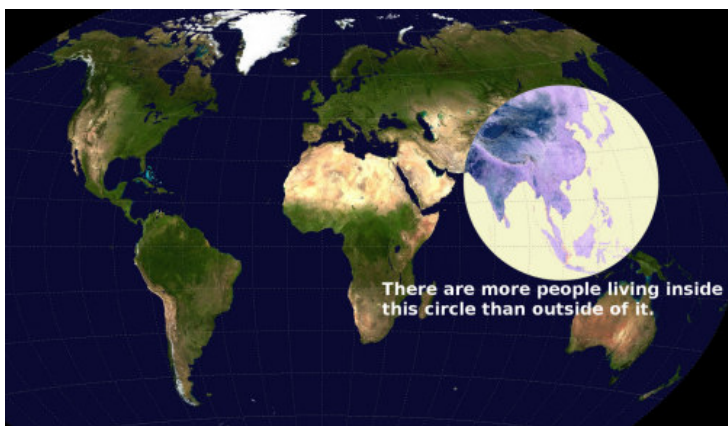 There are more people living inside
this circle than outside of it.